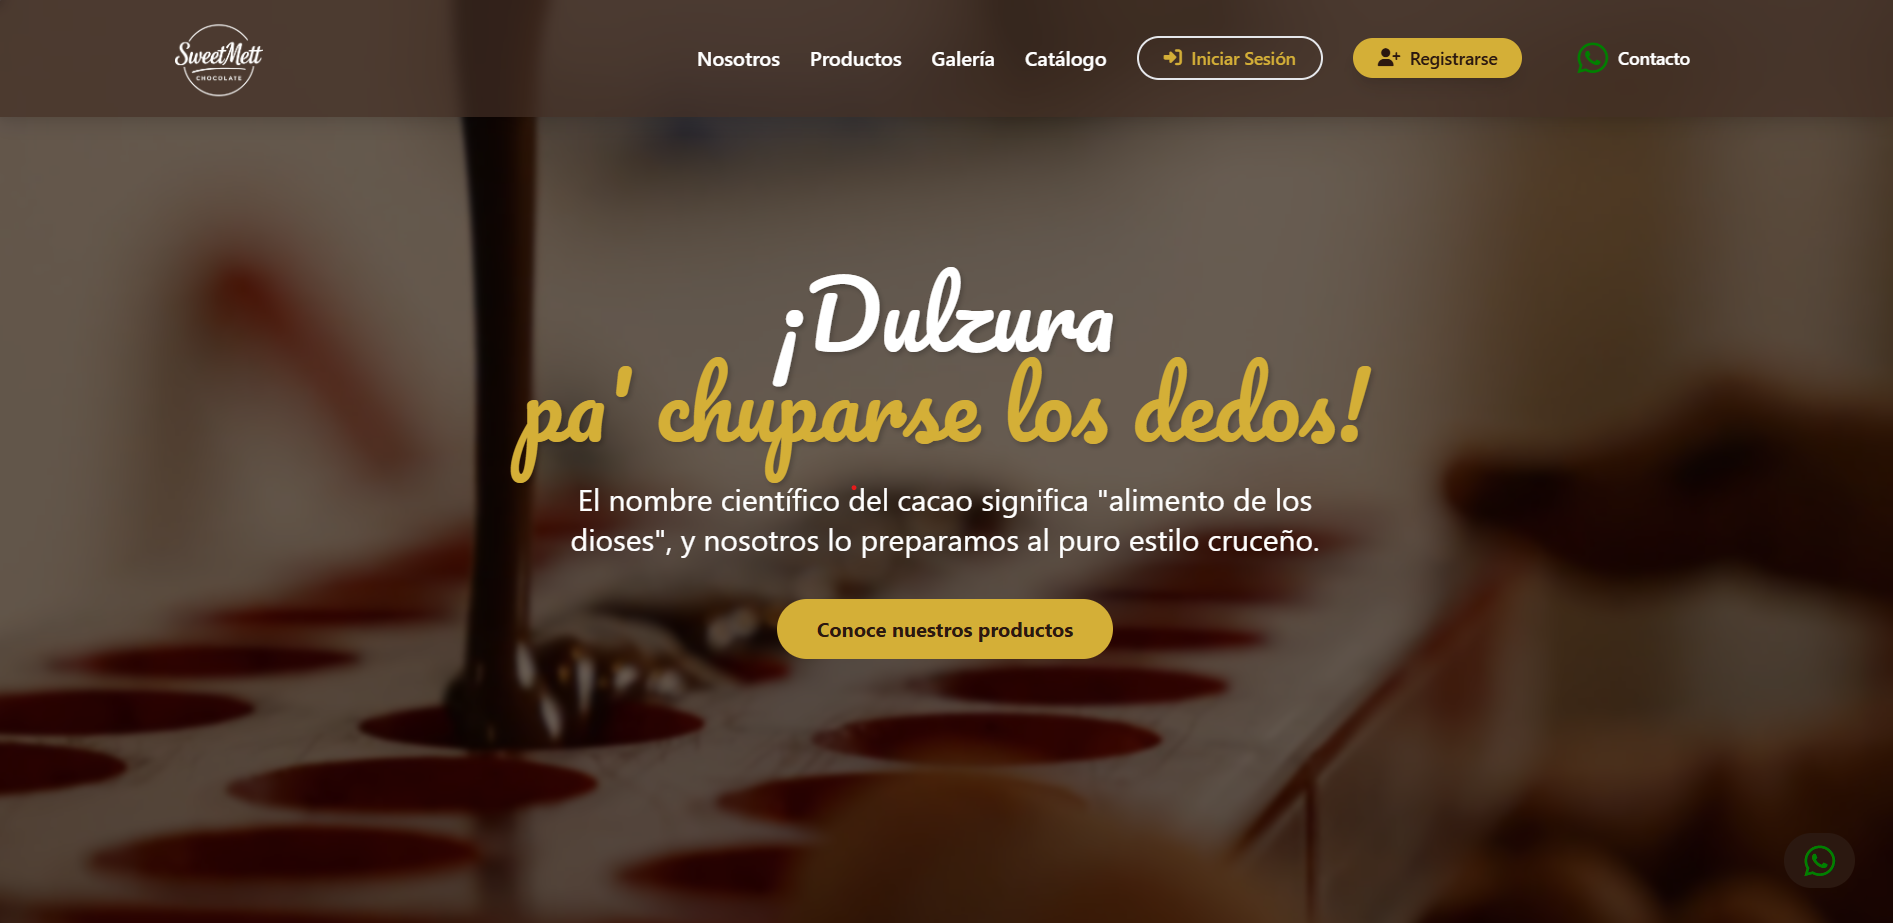 SweetMett
CHOCOLATE
Nosotros
Productos
Galería
Catálogo
Iniciar Sesión
Registrarse
Contacto
¡Dulzura
pa' chuparse los dedos!
El nombre científico del cacao significa "alimento de los
dioses", y nosotros lo preparamos al puro estilo cruceño.
Conoce nuestros productos